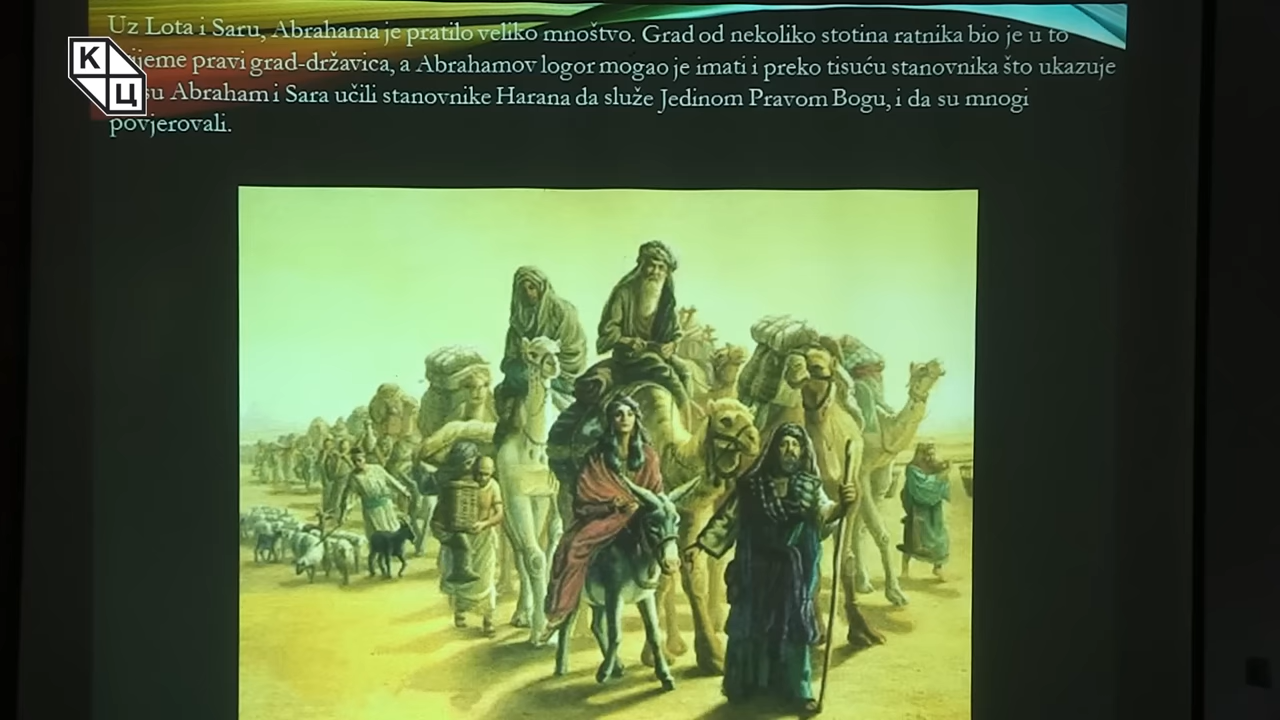 К
Ц
Uz Lota i Saru, Abrahama je pratilo veliko mnoštvo. Grad od nekoliko stotina ratnika bio je u to
pravi grad-državica, a Abrahamov logor mogao je imati i preko tisuću stanovnika što ukazuje
su Abraham i Sara učili stanovnike Harana da služe Jedinom Pravom Bogu, i da su mnogi
povjerovali.